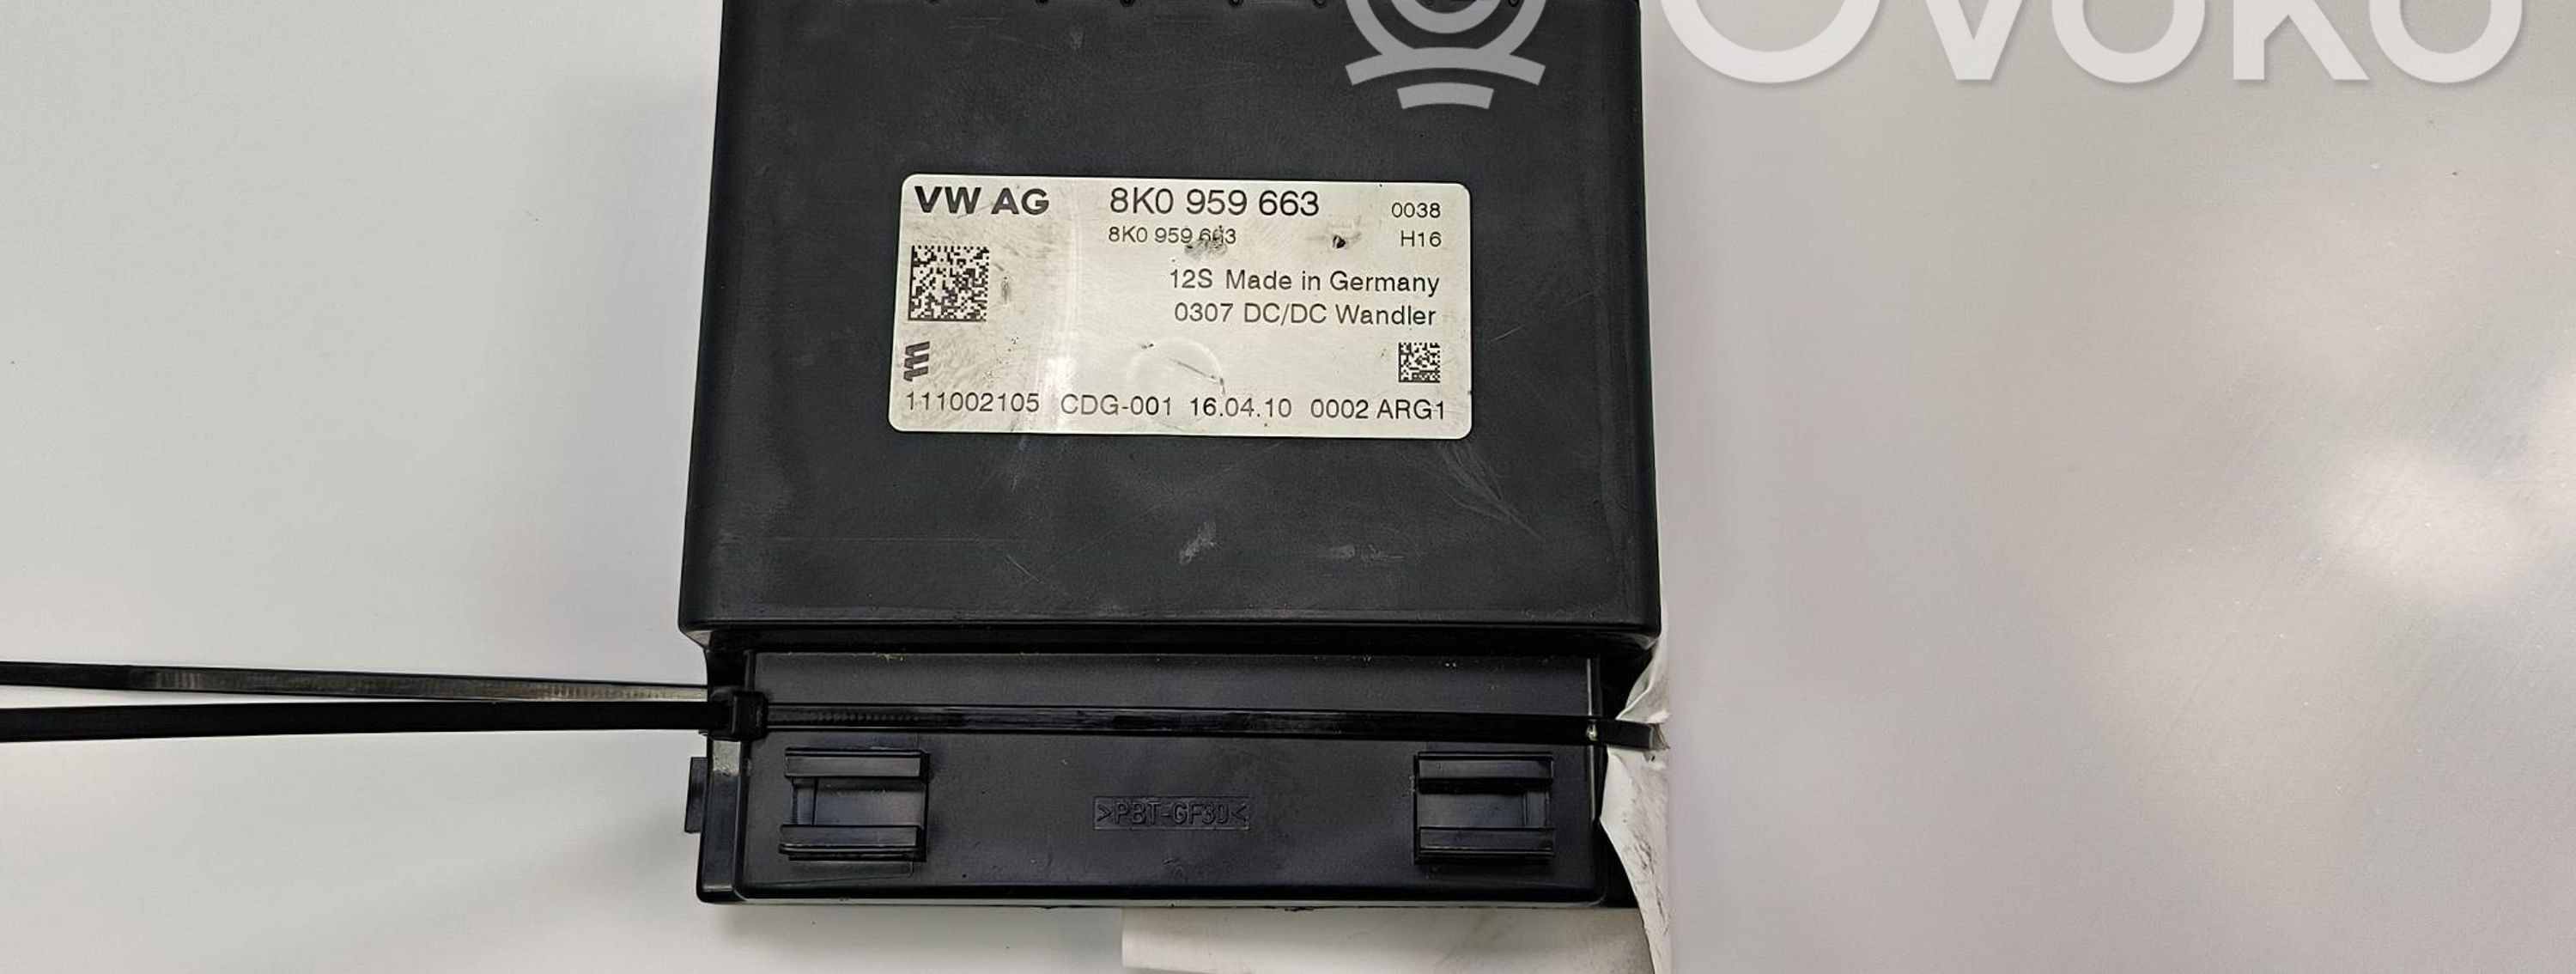 OVOKO
VW AG 8K0 959 663 0038
8K0 959 663 H16
12S Made in Germany
0307 DC/DC Wandler
111002105 CDG-001 16.04.10 0002 ARG1
>PBT-GF30<